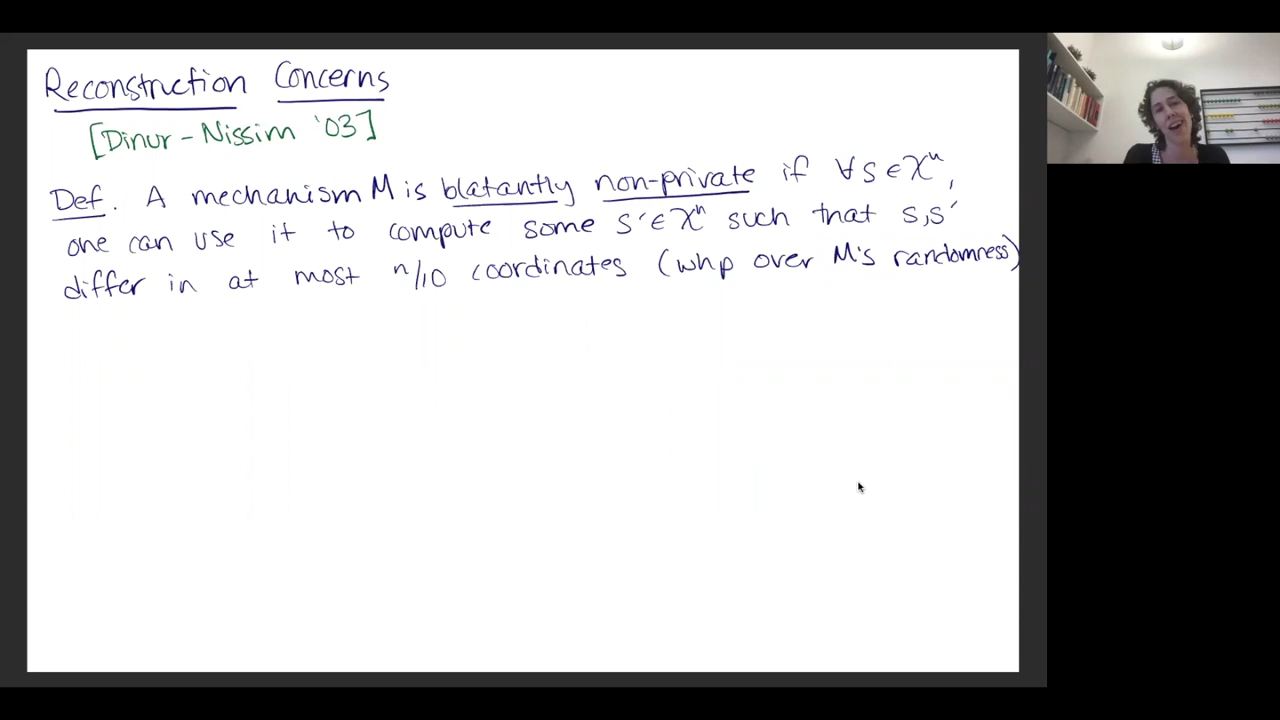 Reconstruction Concerns
[Dinur-Nissim '03]
Def. A mechanism M is blatantly non-private if ∀ S ∈ X^n,
one can use it to compute some S' ∈ X^n such that S, S'
differ in at most n/10 coordinates (whp over M's randomness)